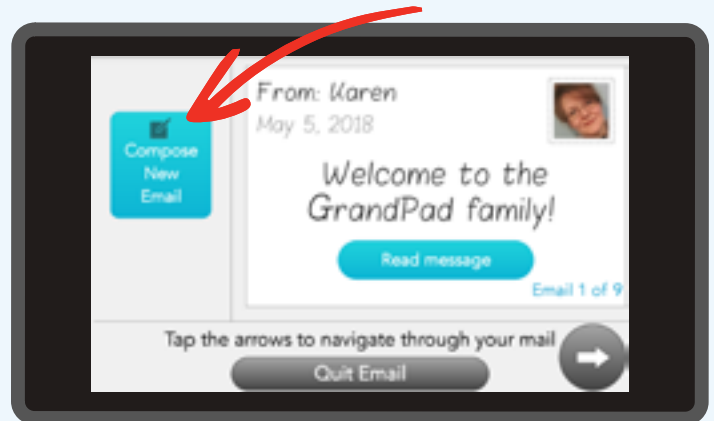 Compose
New
Email
From: Karen
May 5, 2018
Welcome to the
GrandPad family!
Read message
Email 1 of 9
Tap the arrows to navigate through your mail
Quit Email